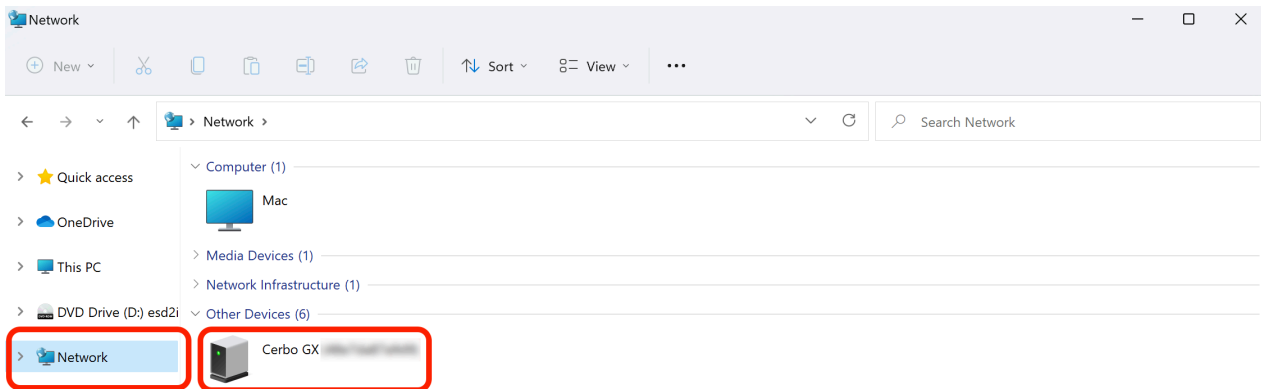 Network
New
Sort
View
Network
Search Network
Quick access
OneDrive
This PC
DVD Drive (D:) esd2i
Network
Computer (1)
Mac
Media Devices (1)
Network Infrastructure (1)
Other Devices (6)
Cerbo GX